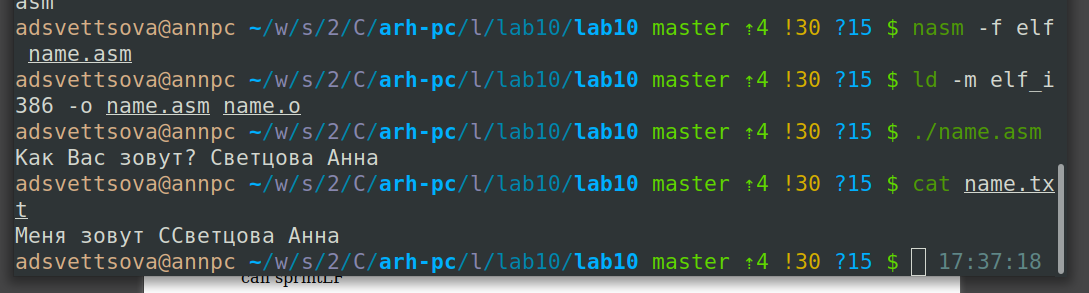 asm
adsvettsova@annpc ~/w/s/2/C/arh-pc/l/lab10/lab10 master ⇡4 !30 ?15 $ nasm -f elf
name.asm
adsvettsova@annpc ~/w/s/2/C/arh-pc/l/lab10/lab10 master ⇡4 !30 ?15 $ ld -m elf_i
386 -o name.asm name.o
adsvettsova@annpc ~/w/s/2/C/arh-pc/l/lab10/lab10 master ⇡4 !30 ?15 $ ./name.asm
Как Вас зовут? Светцова Анна
adsvettsova@annpc ~/w/s/2/C/arh-pc/l/lab10/lab10 master ⇡4 !30 ?15 $ cat name.tx
t
Меня зовут ССветцова Анна
adsvettsova@annpc ~/w/s/2/C/arh-pc/l/lab10/lab10 master ⇡4 !30 ?15 $ 17:37:18
call sprintLF